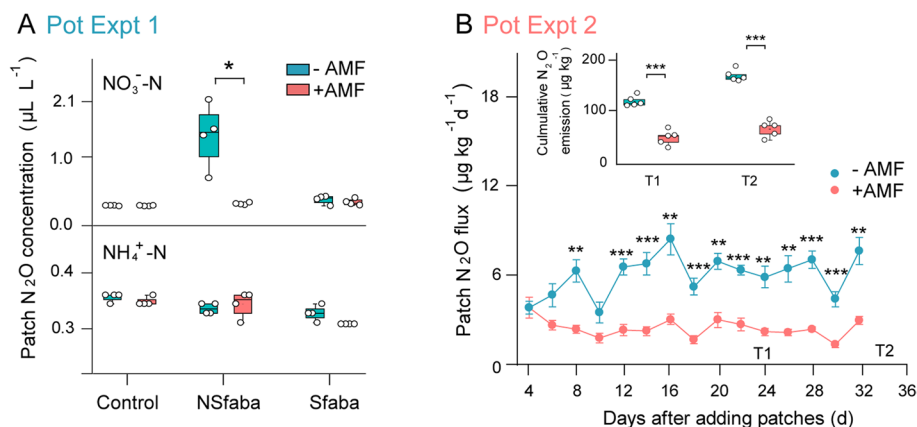 A Pot Expt 1
Patch N₂O concentration (µL L⁻¹)
NO₃⁻-N
- AMF
+AMF
*
2.1
1.0
0.0
NH₄⁺-N
0.4
0.3
Control NSfaba Sfaba
B Pot Expt 2
Patch N₂O flux (µg kg⁻¹d⁻¹)
18
12
6
0
Culmulative N₂O
emission (µg kg⁻¹)
200
100
0
*** ***
T1 T2
- AMF
+AMF
** *** *** ** *** ** *** ** ** *** *** **
T1 T2
4 8 12 16 20 24 28 32 36
Days after adding patches (d)